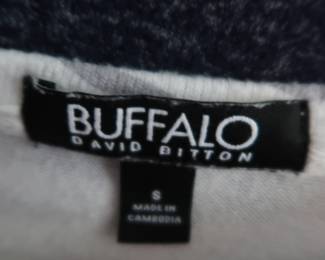 BUFFALO
DAVID BITTON
S
MADE IN
CAMBODIA